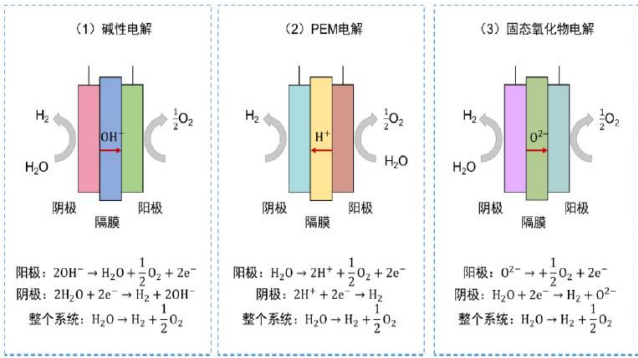 （1）碱性电解
H₂
½O₂
OH⁻
H₂O
阴极
阳极
隔膜
阳极：2OH⁻ → H₂O + ½O₂ + 2e⁻
阴极：2H₂O + 2e⁻ → H₂ + 2OH⁻
整个系统：H₂O → H₂ + ½O₂
（2）PEM电解
H₂
½O₂
H⁺
H₂O
阴极
阳极
隔膜
阳极：H₂O → 2H⁺ + ½O₂ + 2e⁻
阴极：2H⁺ + 2e⁻ → H₂
整个系统：H₂O → H₂ + ½O₂
（3）固态氧化物电解
H₂
½O₂
O²⁻
H₂O
阴极
阳极
隔膜
阳极：O²⁻ → + ½O₂ + 2e⁻
阴极：H₂O + 2e⁻ → H₂ + O²⁻
整个系统：H₂O → H₂ + ½O₂